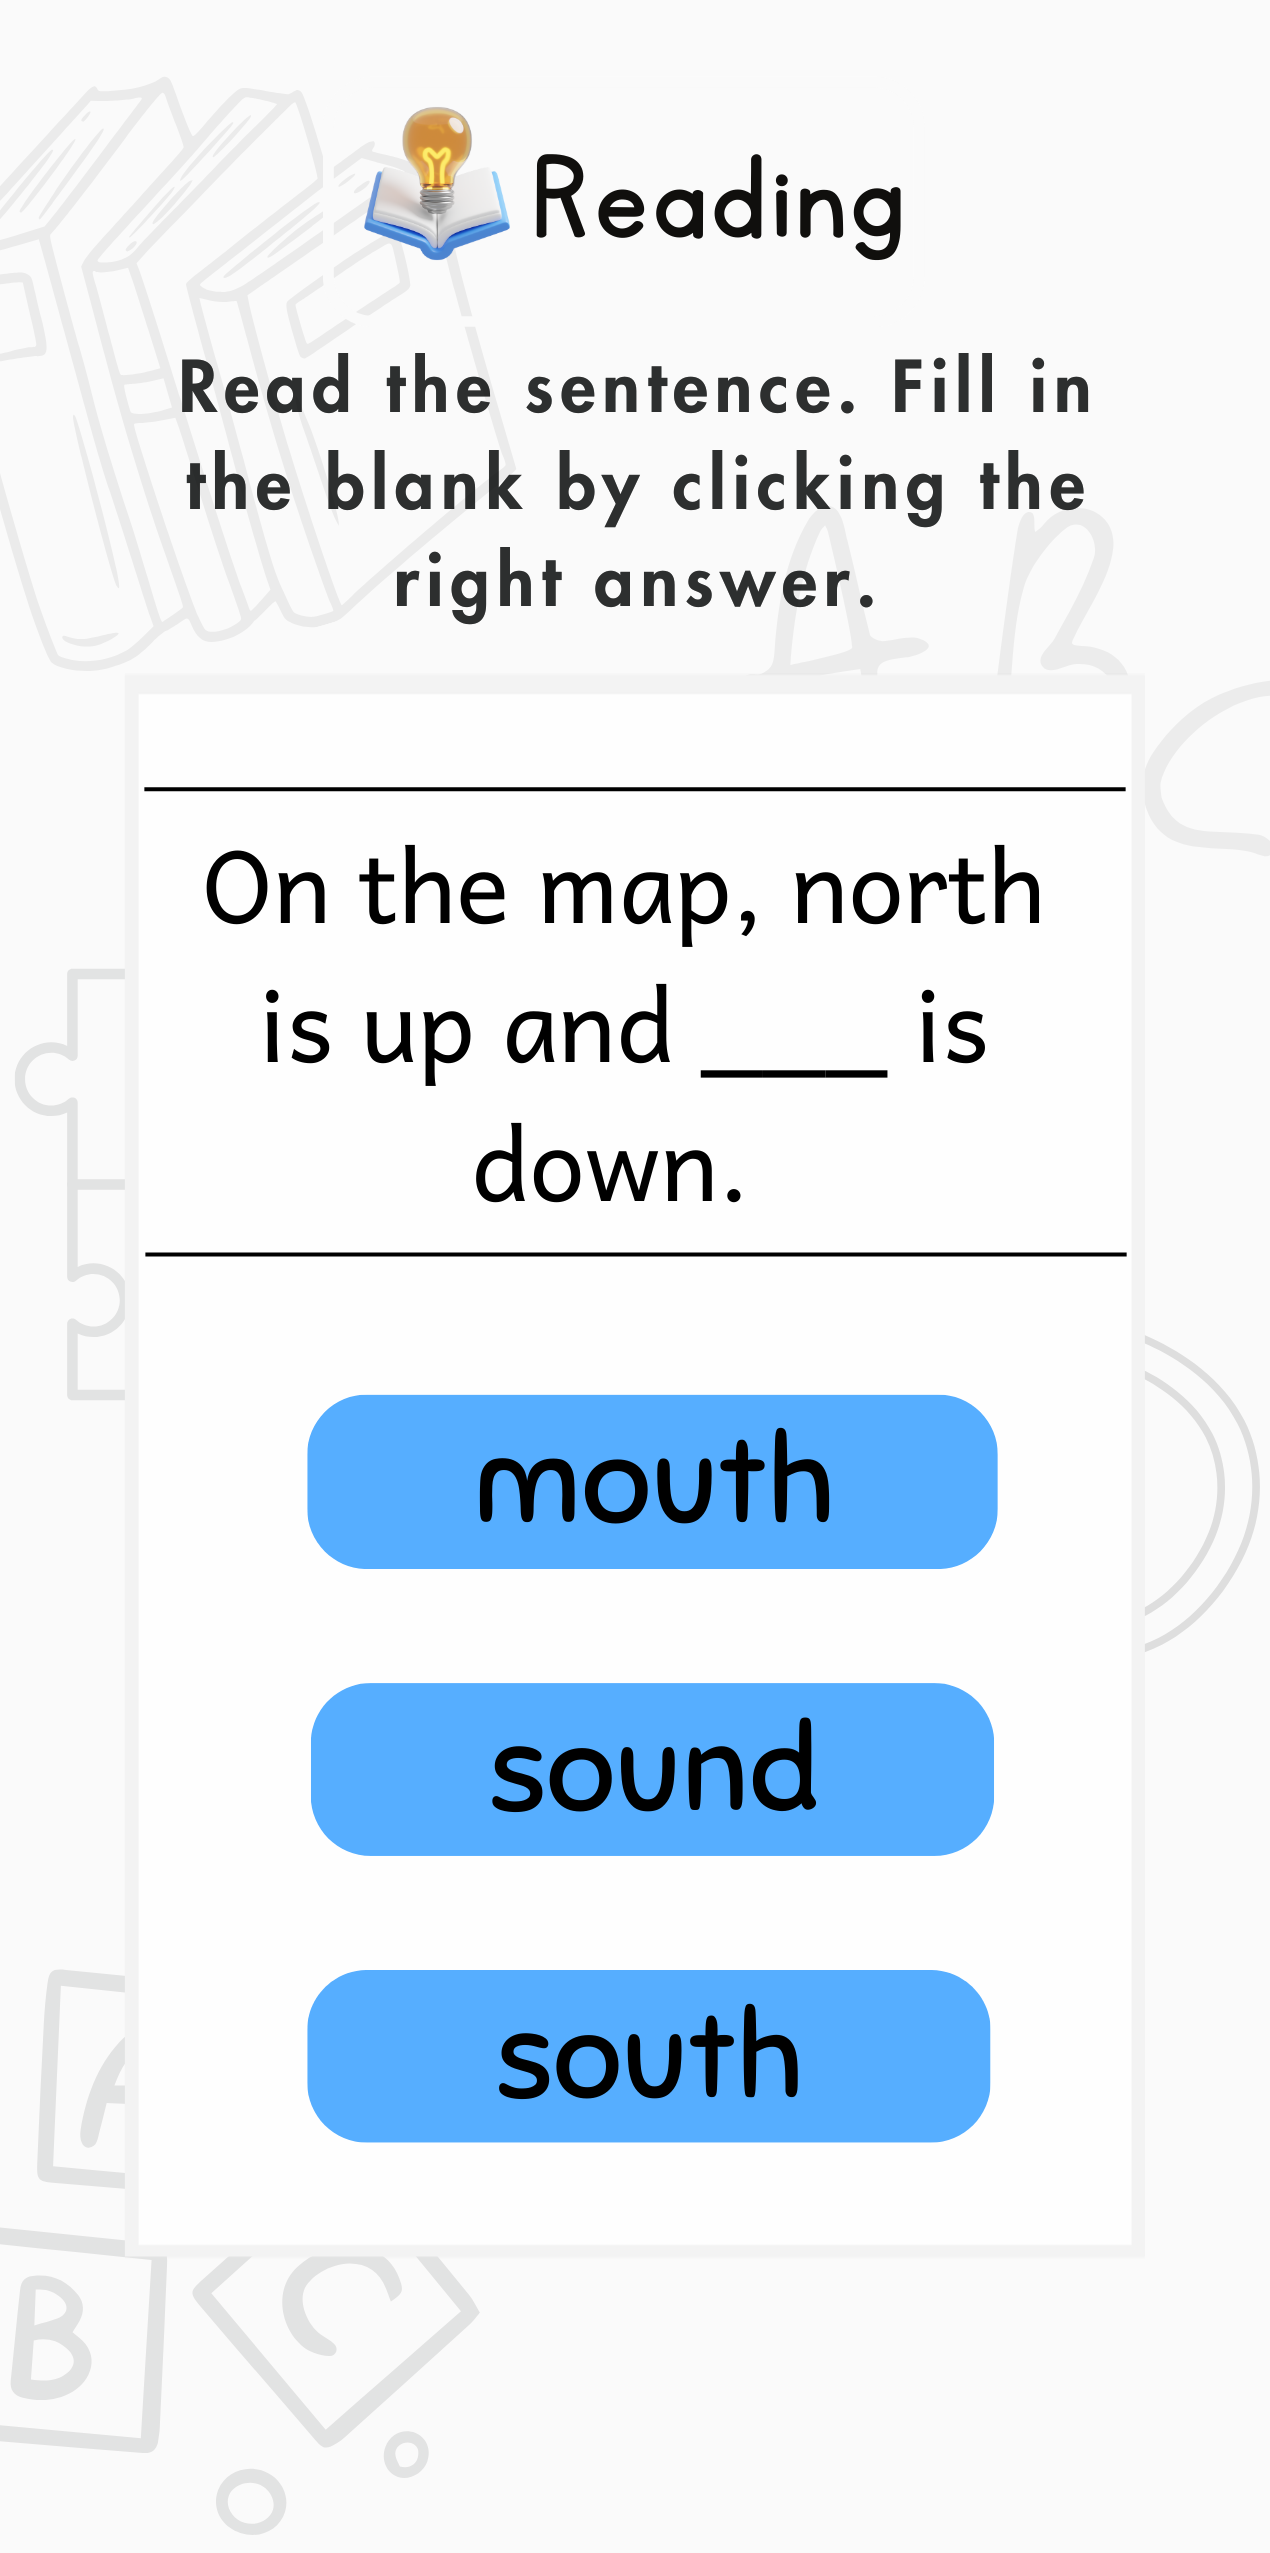 Reading
Read the sentence. Fill in
the blank by clicking the
right answer.
On the map, north
is up and ___ is
down.
mouth
sound
south
A B
A
B
C